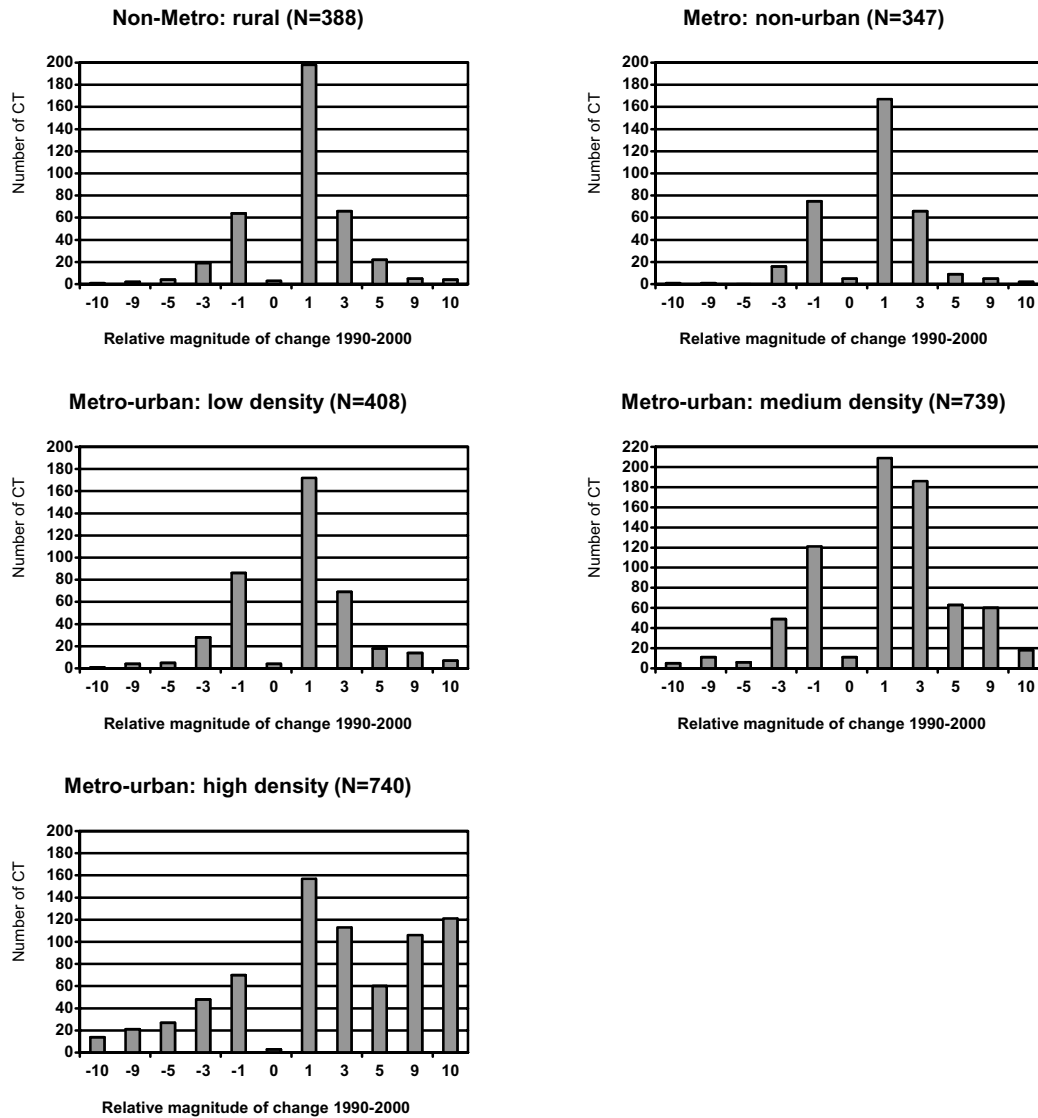 Non-Metro: rural (N=388)
Number of CT
200
180
160
140
120
100
80
60
40
20
0
-10 -9 -5 -3 -1 0 1 3 5 9 10
Relative magnitude of change 1990-2000
Metro: non-urban (N=347)
Number of CT
200
180
160
140
120
100
80
60
40
20
0
-10 -9 -5 -3 -1 0 1 3 5 9 10
Relative magnitude of change 1990-2000
Metro-urban: low density (N=408)
Number of CT
200
180
160
140
120
100
80
60
40
20
0
-10 -9 -5 -3 -1 0 1 3 5 9 10
Relative magnitude of change 1990-2000
Metro-urban: medium density (N=739)
Number of CT
220
200
180
160
140
120
100
80
60
40
20
0
-10 -9 -5 -3 -1 0 1 3 5 9 10
Relative magnitude of change 1990-2000
Metro-urban: high density (N=740)
Number of CT
200
180
160
140
120
100
80
60
40
20
0
-10 -9 -5 -3 -1 0 1 3 5 9 10
Relative magnitude of change 1990-2000